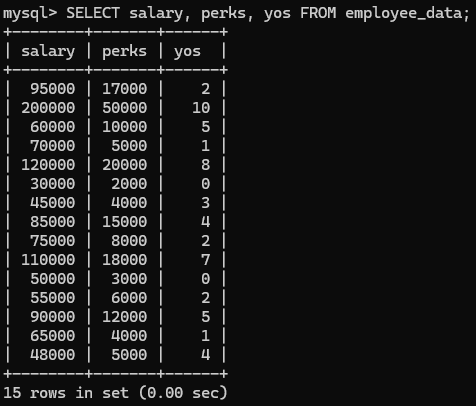 mysql> SELECT salary, perks, yos FROM employee_data;
+--------+-------+------+
| salary | perks | yos  |
+--------+-------+------+
|  95000 | 17000 |    2 |
| 200000 | 50000 |   10 |
|  60000 | 10000 |    5 |
|  70000 |  5000 |    1 |
| 120000 | 20000 |    8 |
|  30000 |  2000 |    0 |
|  45000 |  4000 |    3 |
|  85000 | 15000 |    4 |
|  75000 |  8000 |    2 |
| 110000 | 18000 |    7 |
|  50000 |  3000 |    0 |
|  55000 |  6000 |    2 |
|  90000 | 12000 |    5 |
|  65000 |  4000 |    1 |
|  48000 |  5000 |    4 |
+--------+-------+------+
15 rows in set (0.00 sec)